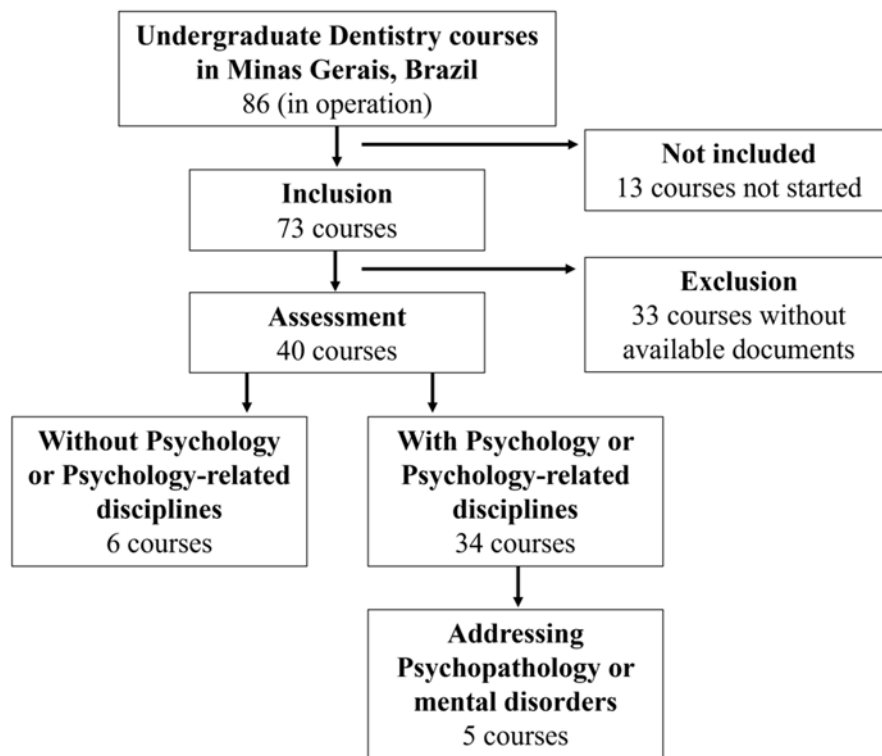 Undergraduate Dentistry courses
in Minas Gerais, Brazil
86 (in operation)
Not included
13 courses not started
Inclusion
73 courses
Exclusion
33 courses without
available documents
Assessment
40 courses
Without Psychology
or Psychology-related
disciplines
6 courses
With Psychology or
Psychology-related
disciplines
34 courses
Addressing
Psychopathology or
mental disorders
5 courses